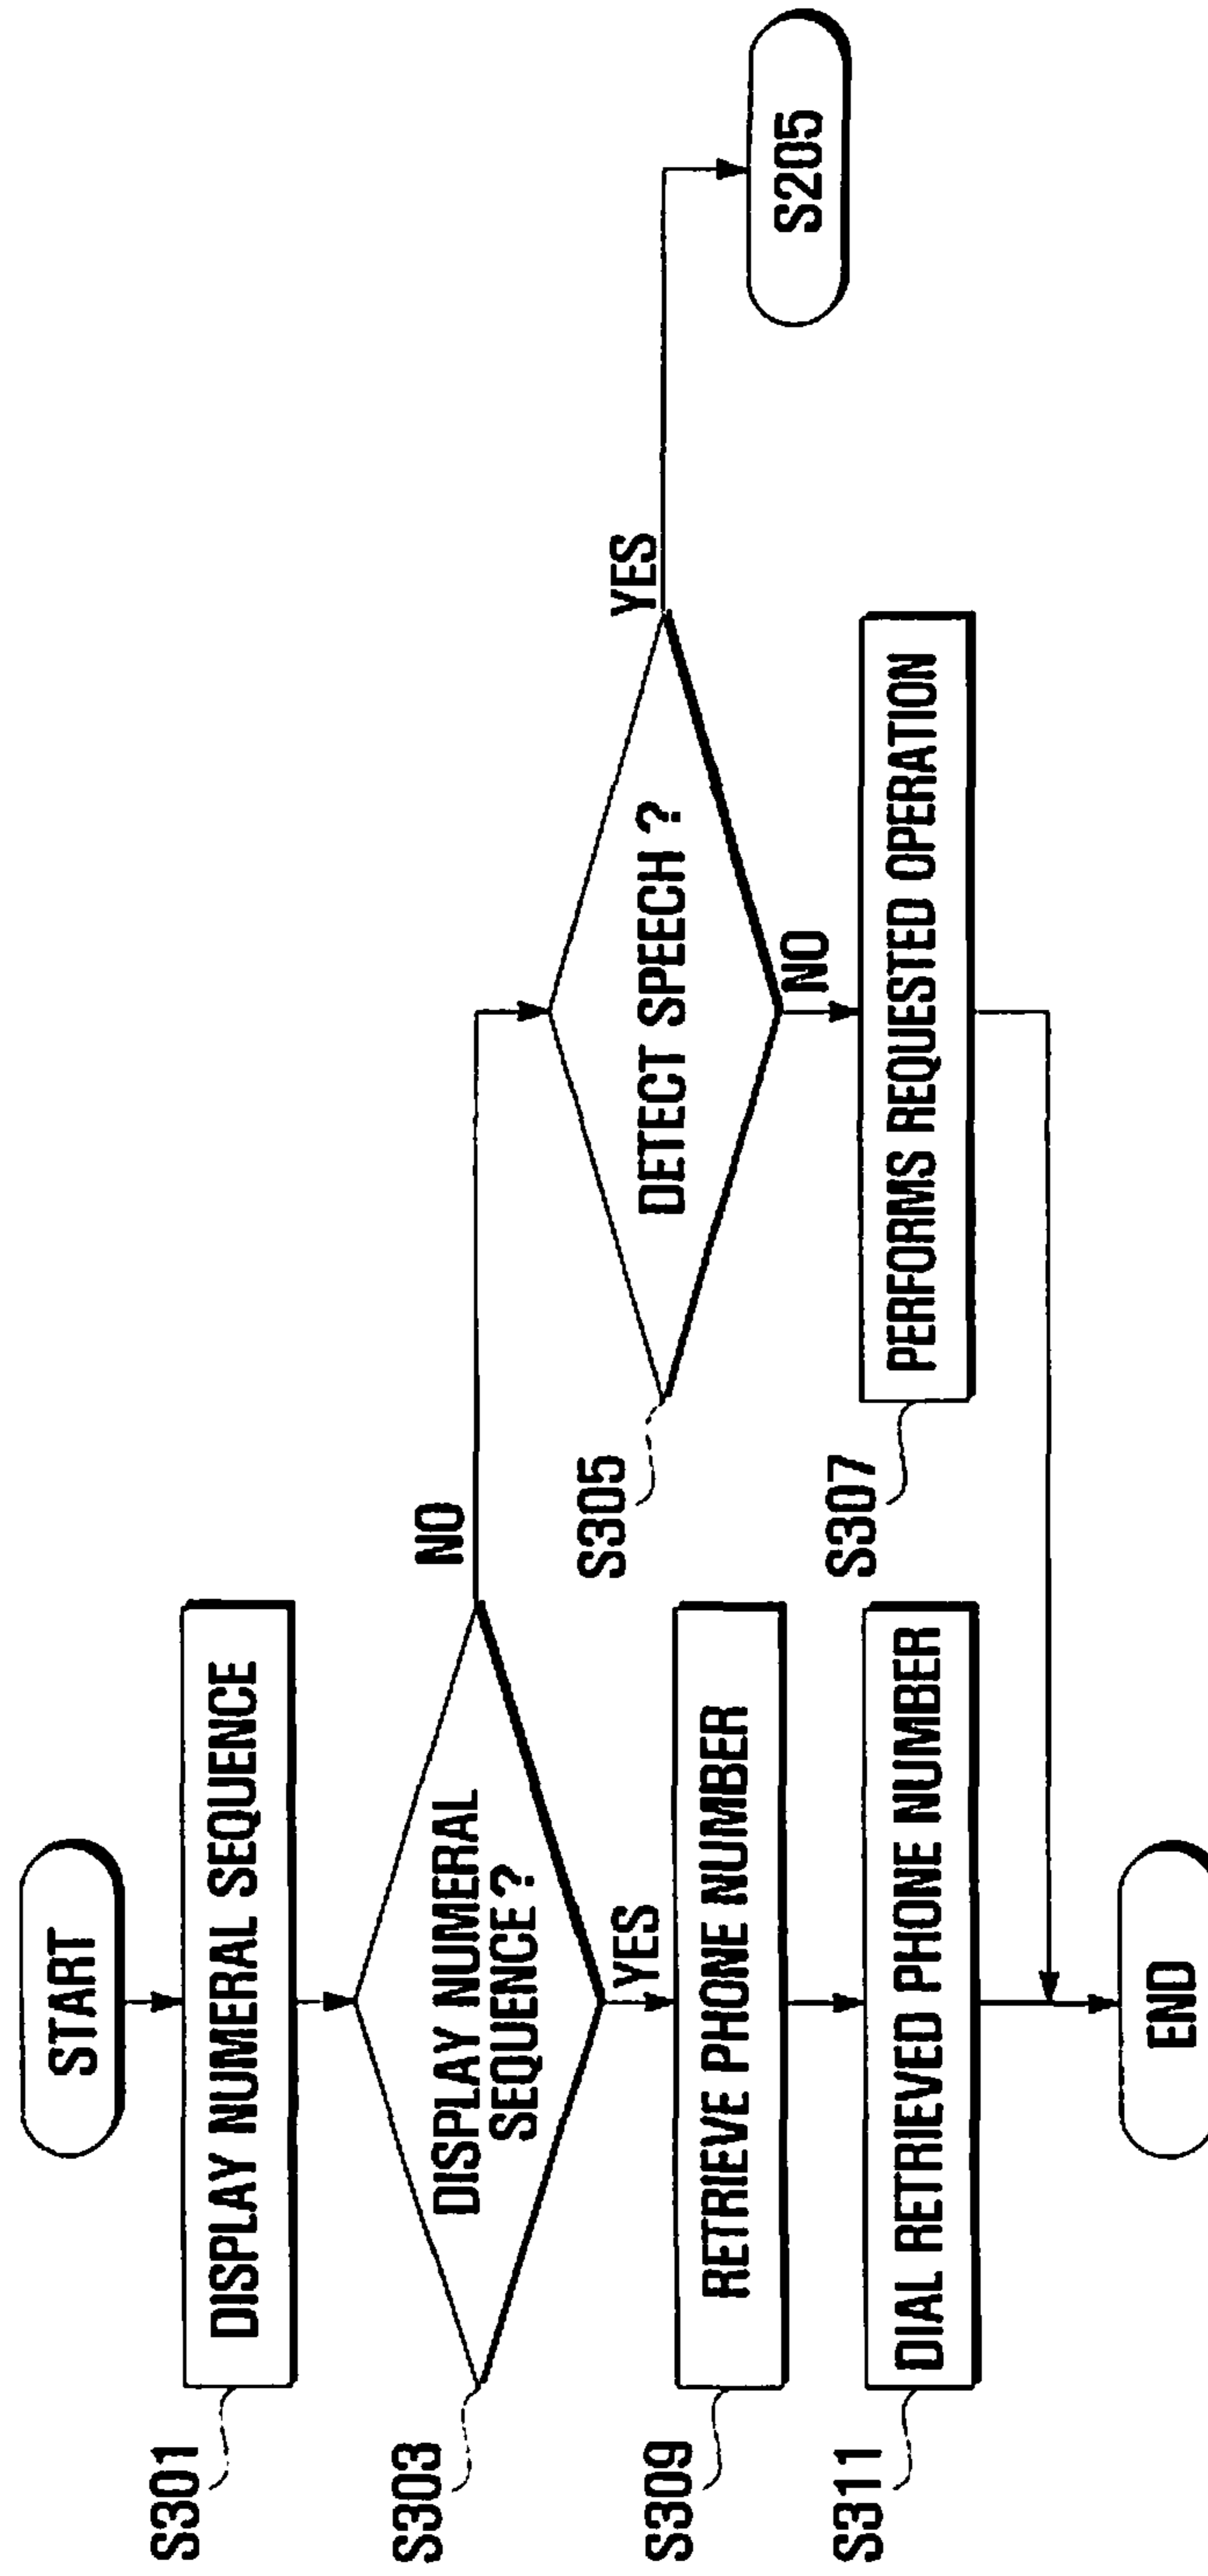 START
S301
DISPLAY NUMERAL SEQUENCE
S303
DISPLAY NUMERAL
SEQUENCE?
NO
YES
S305
DETECT SPEECH ?
YES
NO
S205
S309
RETRIEVE PHONE NUMBER
S307
PERFORMS REQUESTED OPERATION
S311
DIAL RETRIEVED PHONE NUMBER
END